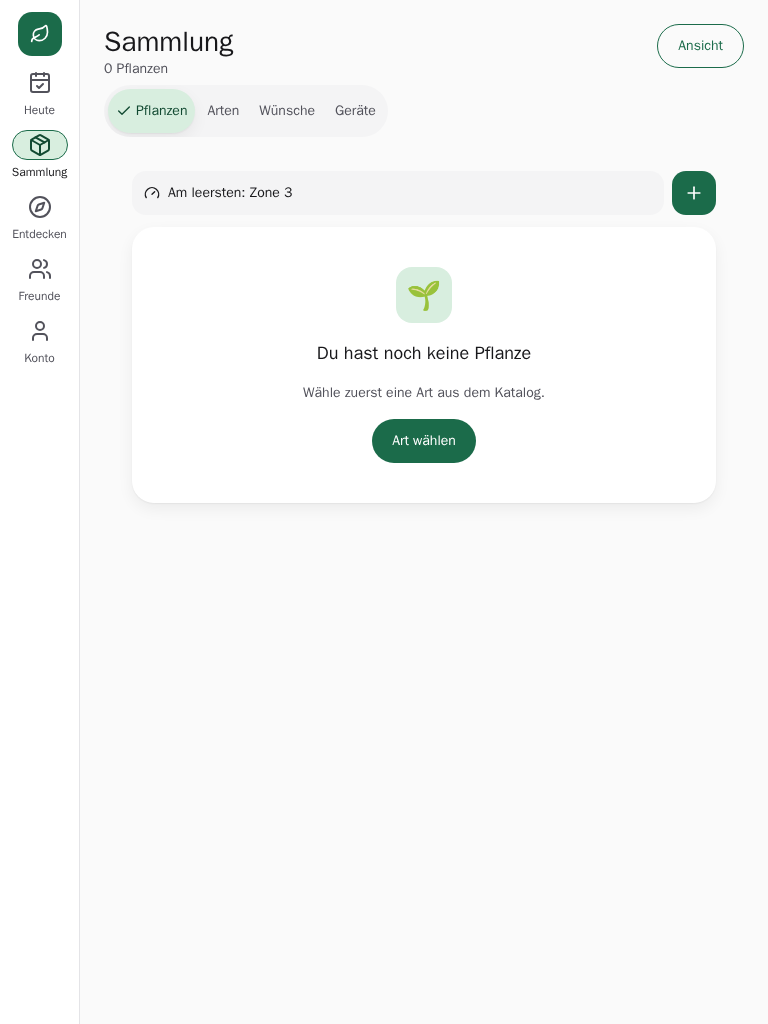 Heute
Sammlung
Entdecken
Freunde
Konto
Sammlung
0 Pflanzen
Ansicht
Pflanzen
Arten
Wünsche
Geräte
Am leersten: Zone 3
Du hast noch keine Pflanze
Wähle zuerst eine Art aus dem Katalog.
Art wählen